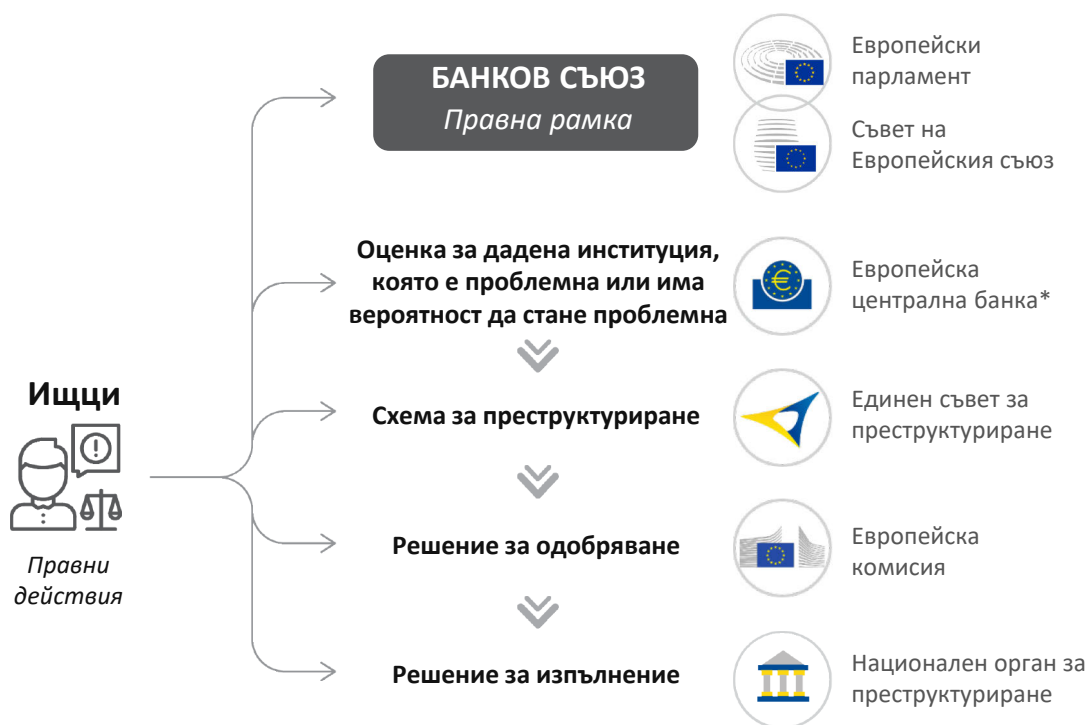 БАНКОВ СЪЮЗ
Правна рамка
Европейски
парламент
Съвет на
Европейския съюз
Оценка за дадена институция,
която е проблемна или има
вероятност да стане проблемна
Европейска
централна банка*
Ищци
Правни
действия
Схема за преструктуриране
Единен съвет за
преструктуриране
Решение за одобряване
Европейска
комисия
Решение за изпълнение
Национален орган за
преструктуриране